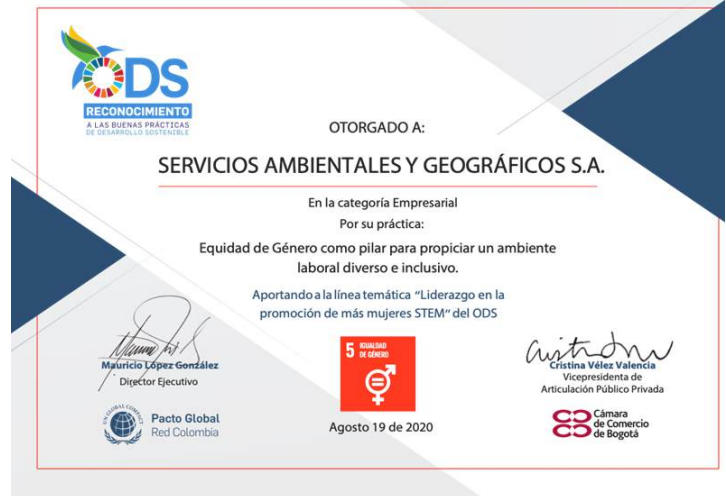 ODS
RECONOCIMIENTO
A LAS BUENAS PRÁCTICAS
DE DESARROLLO SOSTENIBLE
OTORGADO A:
SERVICIOS AMBIENTALES Y GEOGRÁFICOS S.A.
En la categoría Empresarial
Por su práctica:
Equidad de Género como pilar para propiciar un ambiente
laboral diverso e inclusivo.
Aportando a la línea temática “Liderazgo en la
promoción de más mujeres STEM” del ODS
Mauricio López González
Director Ejecutivo
Pacto Global
Red Colombia
5 IGUALDAD
DE GÉNERO
Agosto 19 de 2020
Cristina Vélez Valencia
Vicepresidenta de
Articulación Público Privada
Cámara
de Comercio
de Bogotá